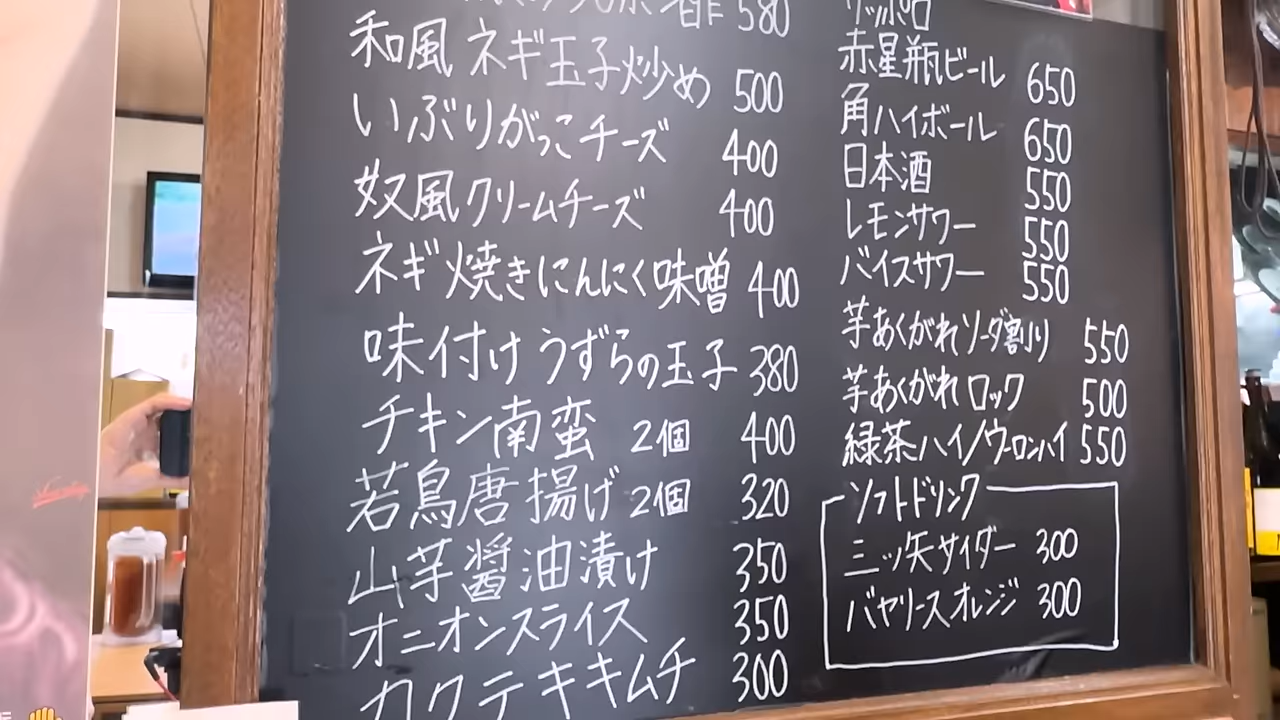 580
和風 ネギ玉子炒め 500
いぶりがっこチーズ 400
奴風クリームチーズ 400
ネギ焼きにんにく味噌 400
味付けうずらの玉子 380
チキン南蛮 2個 400
若鳥唐揚げ 2個 320
山芋醤油漬け 350
オニオンスライス 350
カクテキキムチ 300
サッポロ
赤星瓶ビール 650
角ハイボール 650
日本酒 550
レモンサワー 550
バイスサワー 550
芋あくがれソーダ割り 550
芋あくがれロック 500
緑茶ハイ/ウーロンハイ 550
ソフトドリンク
三ッ矢サイダー 300
バヤリースオレンジ 300